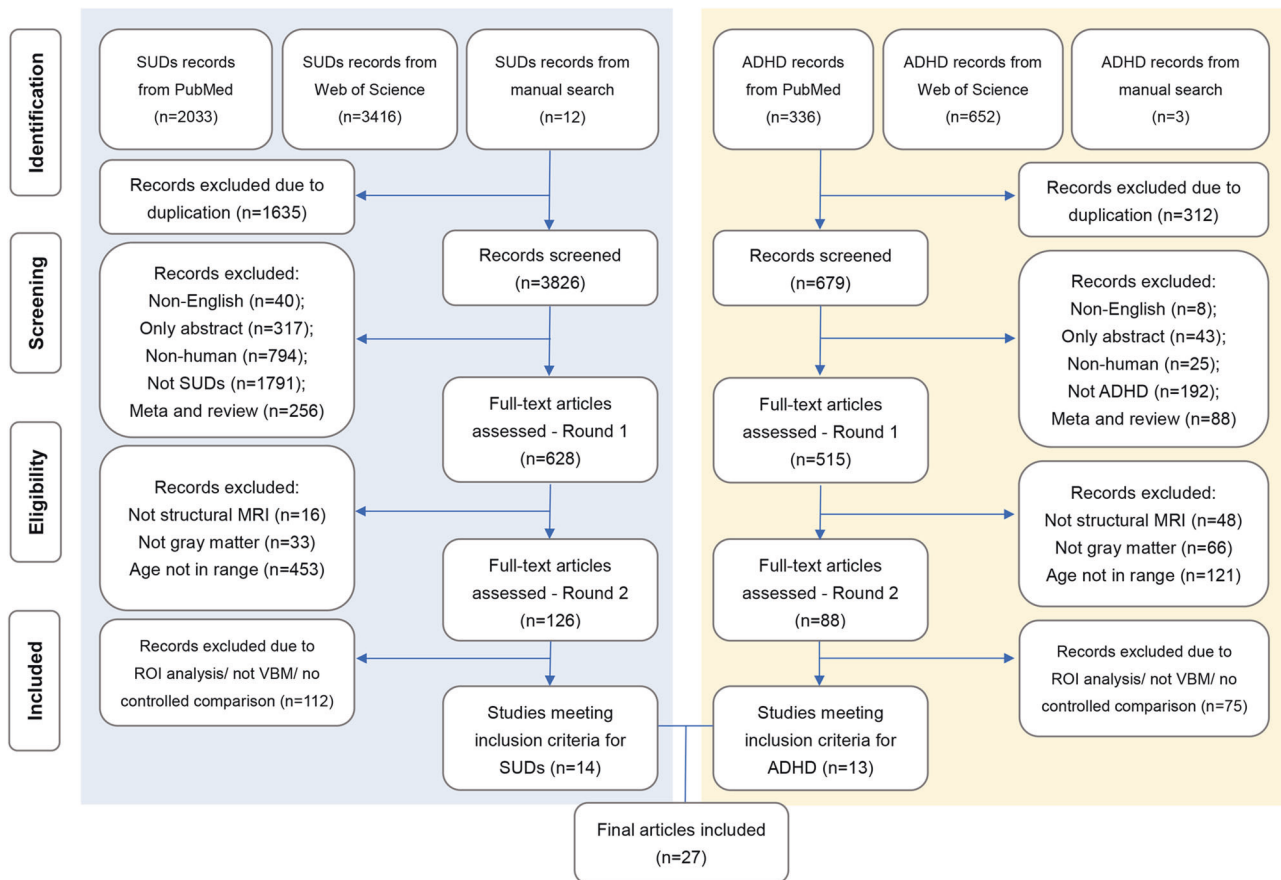 Identification
SUDs records
from PubMed
(n=2033)
SUDs records from
Web of Science
(n=3416)
SUDs records from
manual search
(n=12)
ADHD records
from PubMed
(n=336)
ADHD records from
Web of Science
(n=652)
ADHD records from
manual search
(n=3)
Records excluded due to
duplication (n=1635)
Records excluded due to
duplication (n=312)
Screening
Records screened
(n=3826)
Records screened
(n=679)
Records excluded:
Non-English (n=40);
Only abstract (n=317);
Non-human (n=794);
Not SUDs (n=1791);
Meta and review (n=256)
Records excluded:
Non-English (n=8);
Only abstract (n=43);
Non-human (n=25);
Not ADHD (n=192);
Meta and review (n=88)
Full-text articles
assessed - Round 1
(n=628)
Full-text articles
assessed - Round 1
(n=515)
Eligibility
Records excluded:
Not structural MRI (n=16)
Not gray matter (n=33)
Age not in range (n=453)
Records excluded:
Not structural MRI (n=48)
Not gray matter (n=66)
Age not in range (n=121)
Full-text articles
assessed - Round 2
(n=126)
Full-text articles
assessed - Round 2
(n=88)
Included
Records excluded due to
ROI analysis/ not VBM/ no
controlled comparison (n=112)
Records excluded due to
ROI analysis/ not VBM/ no
controlled comparison (n=75)
Studies meeting
inclusion criteria for
SUDs (n=14)
Studies meeting
inclusion criteria for
ADHD (n=13)
Final articles included
(n=27)